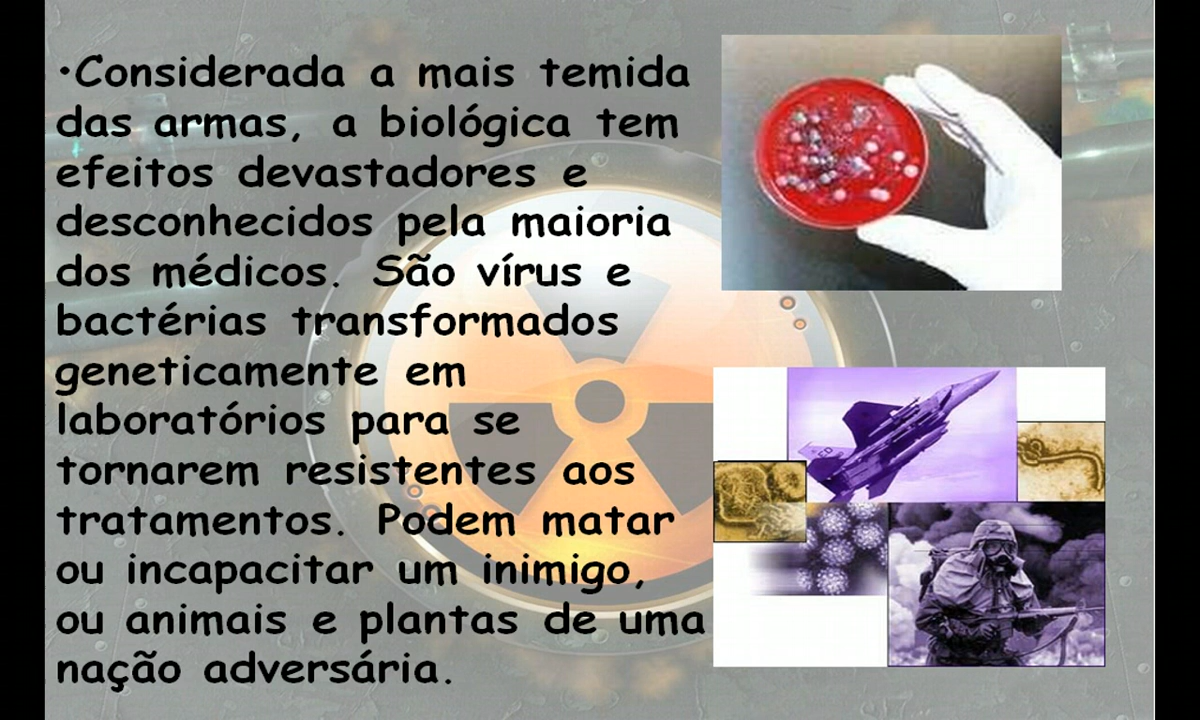 •Considerada a mais temida
das armas, a biológica tem
efeitos devastadores e
desconhecidos pela maioria
dos médicos. São vírus e
bactérias transformados
geneticamente em
laboratórios para se
tornarem resistentes aos
tratamentos. Podem matar
ou incapacitar um inimigo,
ou animais e plantas de uma
nação adversária.